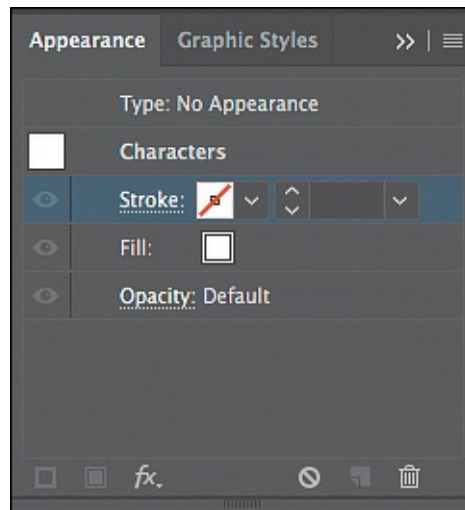 Appearance Graphic Styles
Type: No Appearance
Characters
Stroke:
Fill:
Opacity: Default
fx.